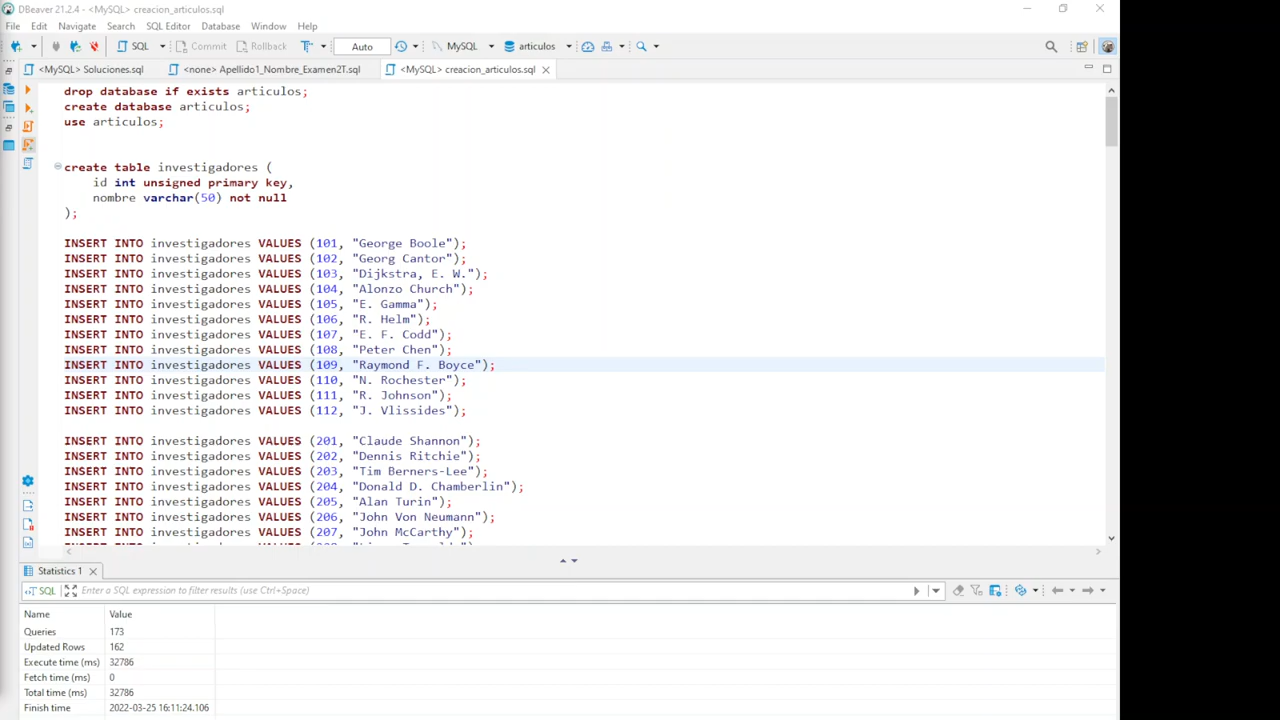 DBeaver 21.2.4 - <MySQL> creacion_articulos.sql
File Edit Navigate Search SQL Editor Database Window Help
SQL Commit Rollback Auto MySQL articulos
<MySQL> Soluciones.sql <none> Apellido1_Nombre_Examen2T.sql <MySQL> creacion_articulos.sql
drop database if exists articulos;
create database articulos;
use articulos;
create table investigadores (
id int unsigned primary key,
nombre varchar(50) not null
);
INSERT INTO investigadores VALUES (101, "George Boole");
INSERT INTO investigadores VALUES (102, "Georg Cantor");
INSERT INTO investigadores VALUES (103, "Dijkstra, E. W.");
INSERT INTO investigadores VALUES (104, "Alonzo Church");
INSERT INTO investigadores VALUES (105, "E. Gamma");
INSERT INTO investigadores VALUES (106, "R. Helm");
INSERT INTO investigadores VALUES (107, "E. F. Codd");
INSERT INTO investigadores VALUES (108, "Peter Chen");
INSERT INTO investigadores VALUES (109, "Raymond F. Boyce");
INSERT INTO investigadores VALUES (110, "N. Rochester");
INSERT INTO investigadores VALUES (111, "R. Johnson");
INSERT INTO investigadores VALUES (112, "J. Vlissides");
INSERT INTO investigadores VALUES (201, "Claude Shannon");
INSERT INTO investigadores VALUES (202, "Dennis Ritchie");
INSERT INTO investigadores VALUES (203, "Tim Berners-Lee");
INSERT INTO investigadores VALUES (204, "Donald D. Chamberlin");
INSERT INTO investigadores VALUES (205, "Alan Turin");
INSERT INTO investigadores VALUES (206, "John Von Neumann");
INSERT INTO investigadores VALUES (207, "John McCarthy");
Statistics 1
SQL Enter a SQL expression to filter results (use Ctrl+Space)
Name Value
Queries 173
Updated Rows 162
Execute time (ms) 32786
Fetch time (ms) 0
Total time (ms) 32786
Finish time 2022-03-25 16:11:24.106